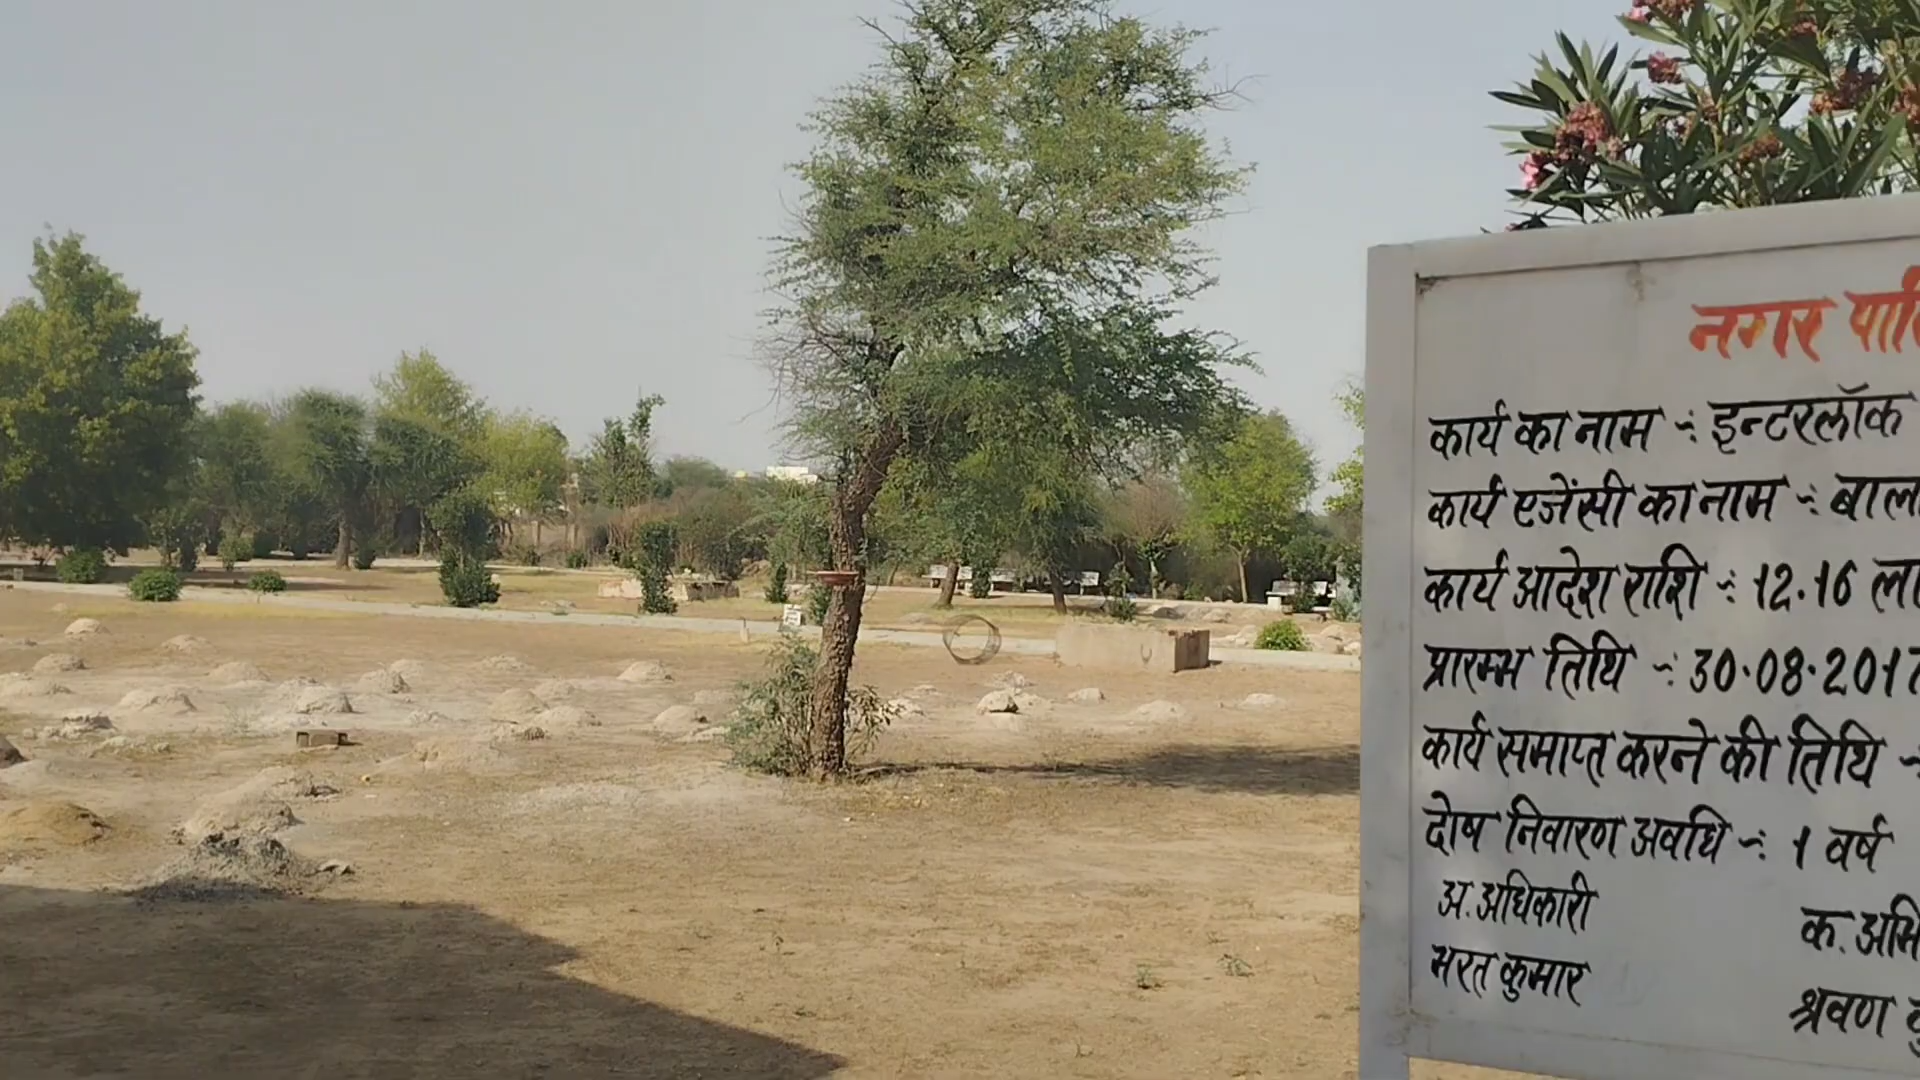 नगर पालि
कार्य का नाम -: इन्टरलॉक
कार्य एजेंसी का नाम -: बाल
कार्य आदेश राशि -: 12.16 ला
प्रारम्भ तिथि -: 30.08.2017
कार्य समाप्त करने की तिथि -
दोष निवारण अवधि -: 1 वर्ष
अ. अधिकारी क. अभि
भरत कुमार श्रवण कु